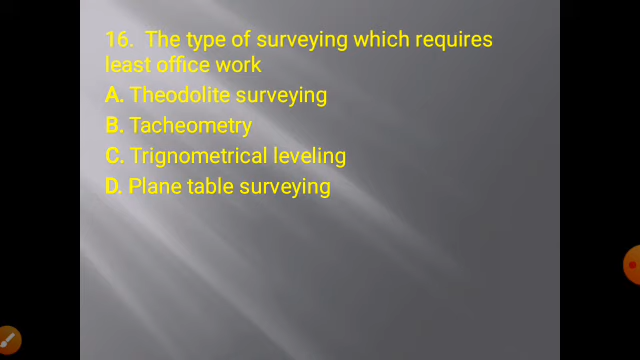 16. The type of surveying which requires
least office work
A. Theodolite surveying
B. Tacheometry
C. Trignometrical leveling
D. Plane table surveying